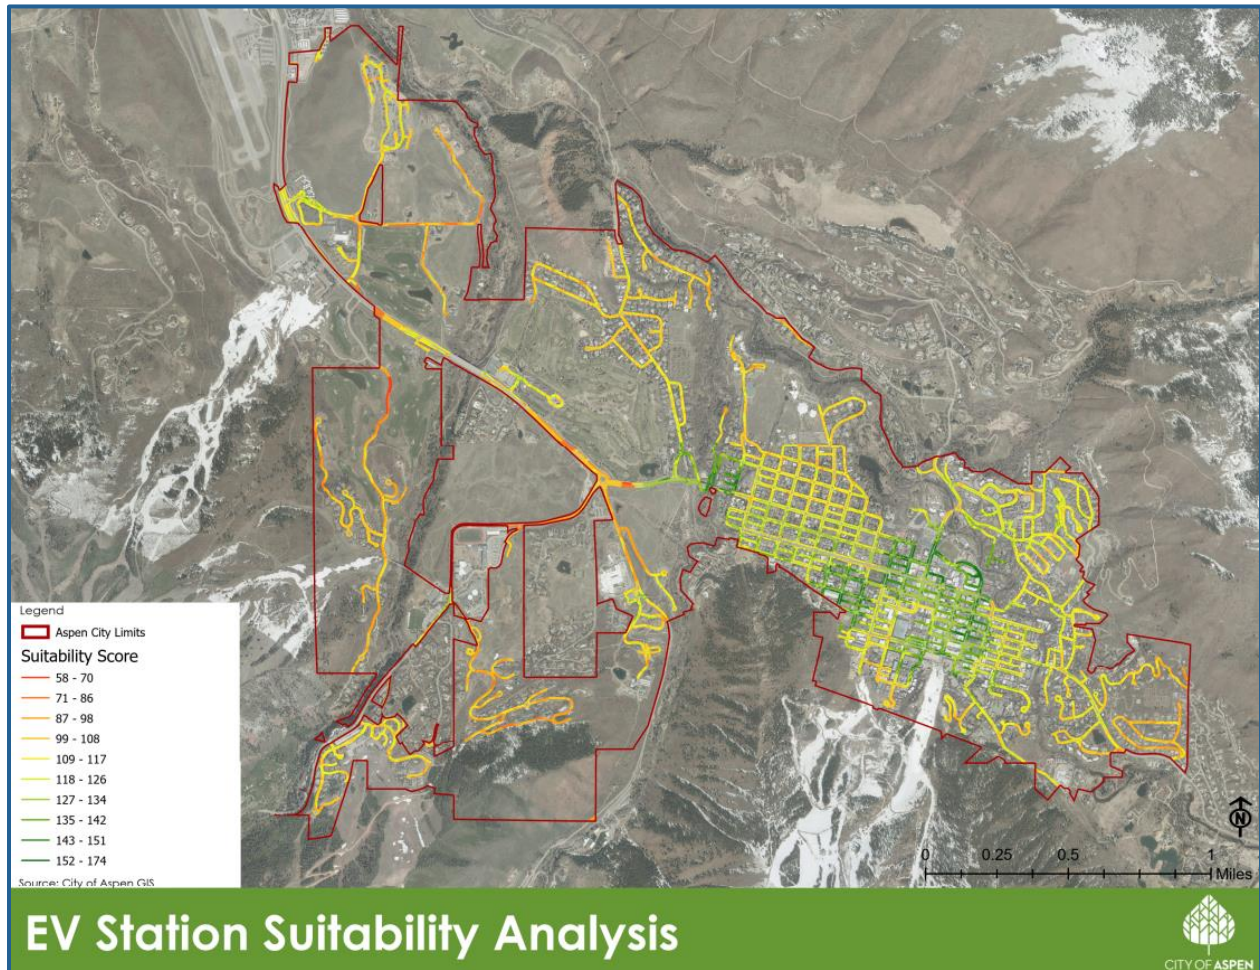 Legend
Aspen City Limits
Suitability Score
58 - 70
71 - 86
87 - 98
99 - 108
109 - 117
118 - 126
127 - 134
135 - 142
143 - 151
152 - 174
Source: City of Aspen GIS
N
0 0.25 0.5 1
Miles
EV Station Suitability Analysis
CITY OF ASPEN